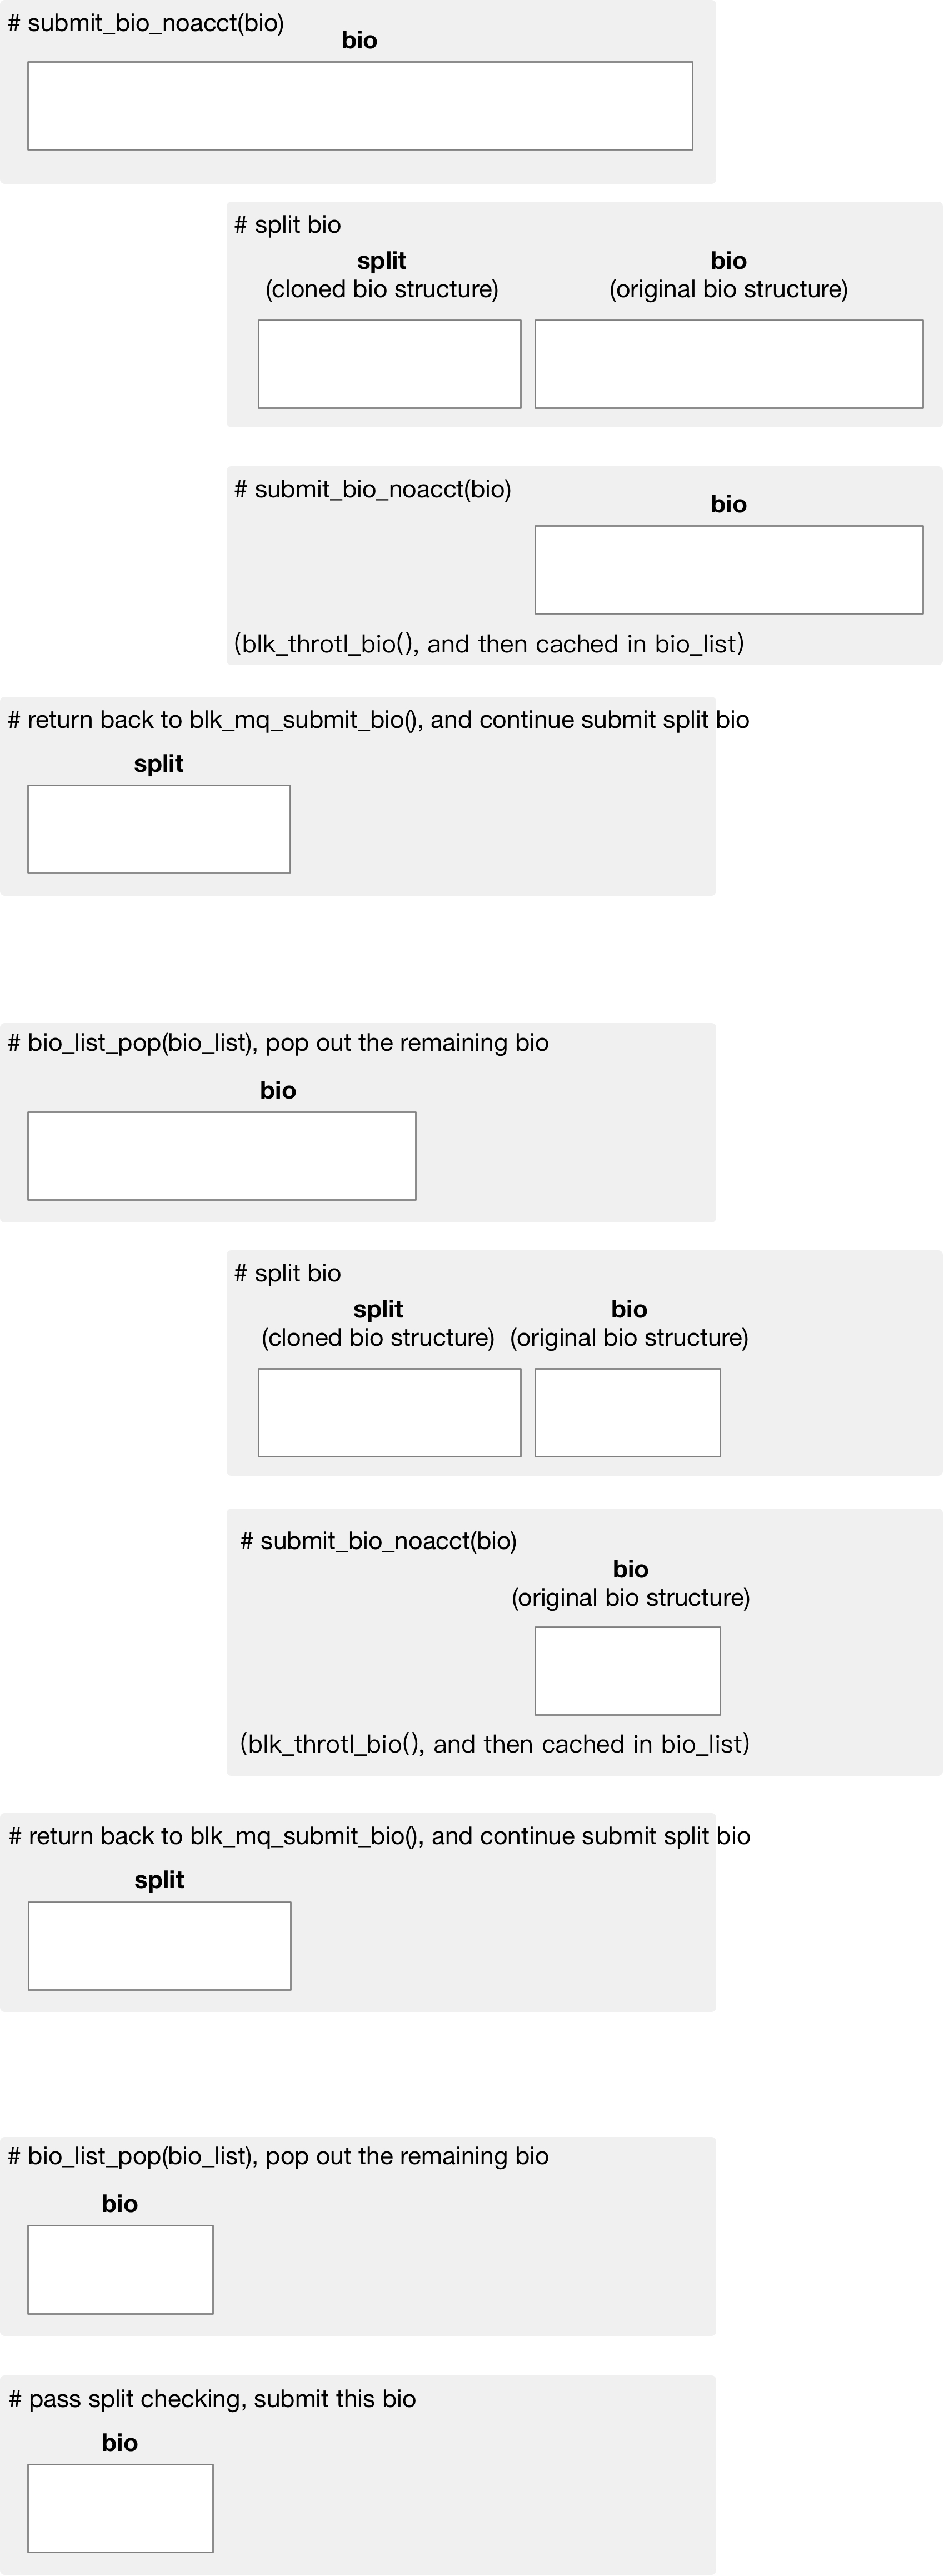 # submit_bio_noacct(bio)
bio
# split bio
split bio
(cloned bio structure) (original bio structure)
# submit_bio_noacct(bio)
bio
(blk_throtl_bio(), and then cached in bio_list)
# return back to blk_mq_submit_bio(), and continue submit split bio
split
# bio_list_pop(bio_list), pop out the remaining bio
bio
# split bio
split bio
(cloned bio structure) (original bio structure)
# submit_bio_noacct(bio)
bio
(original bio structure)
(blk_throtl_bio(), and then cached in bio_list)
# return back to blk_mq_submit_bio(), and continue submit split bio
split
# bio_list_pop(bio_list), pop out the remaining bio
bio
# pass split checking, submit this bio
bio